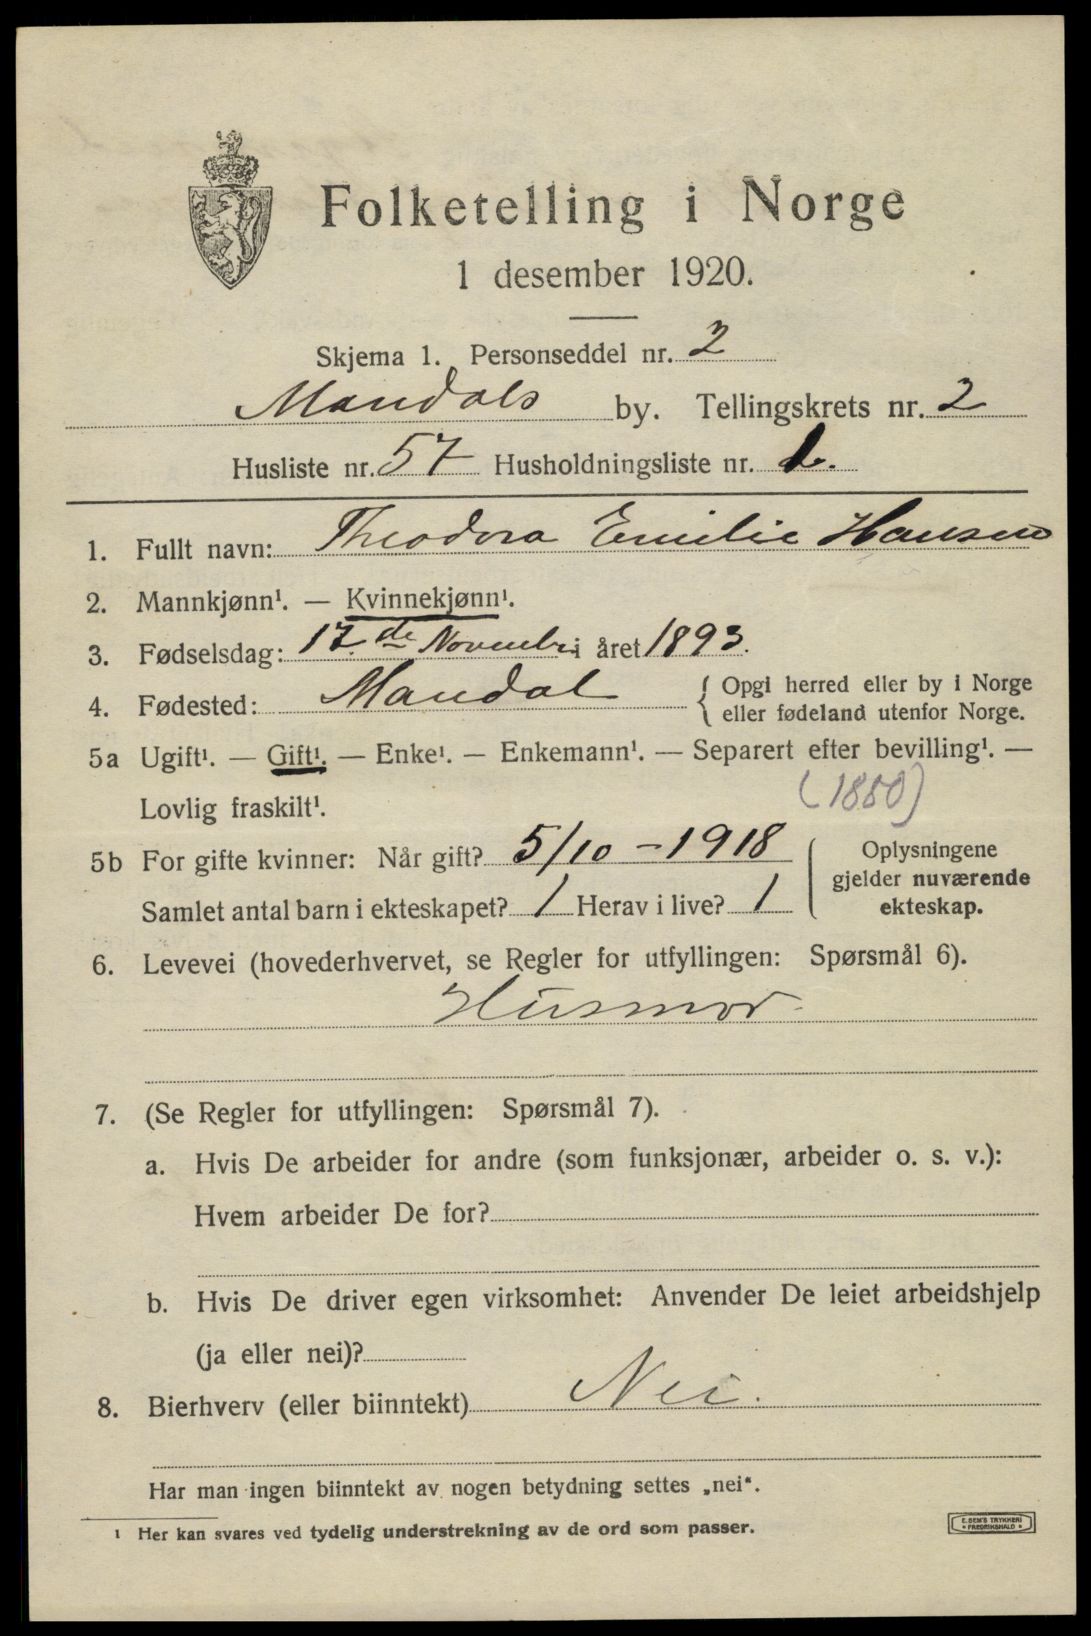 Folketelling i Norge
1 desember 1920.
Skjema 1. Personseddel nr. 2
Mandals by. Tellingskrets nr. 2
Husliste nr. 57 Husholdningsliste nr. 1.
1. Fullt navn: Theodora Emilie Hansen
2. Mannkjønn¹. — Kvinnekjønn¹.
3. Fødselsdag: 17.de Novembr i året 1893.
4. Fødested: Mandal { Opgi herred eller by i Norge
eller fødeland utenfor Norge.
5a Ugift¹. — Gift¹. — Enke¹. — Enkemann¹. — Separert efter bevilling¹. —
Lovlig fraskilt¹. (1850)
5b For gifte kvinner: Når gift? 5/10 - 1918 Oplysningene
gjelder nuværende
Samlet antal barn i ekteskapet? 1 Herav i live? 1 ekteskap.
6. Levevei (hovederhvervet, se Regler for utfyllingen: Spørsmål 6).
Husmor.
7. (Se Regler for utfyllingen: Spørsmål 7).
a. Hvis De arbeider for andre (som funksjonær, arbeider o. s. v.):
Hvem arbeider De for?
b. Hvis De driver egen virksomhet: Anvender De leiet arbeidshjelp
(ja eller nei)?
8. Bierhverv (eller biinntekt) Nei.
Har man ingen biinntekt av nogen betydning settes „nei“.
¹ Her kan svares ved tydelig understrekning av de ord som passer.
E. SEM'S TRYKKERI
• FREDRIKSHALD •